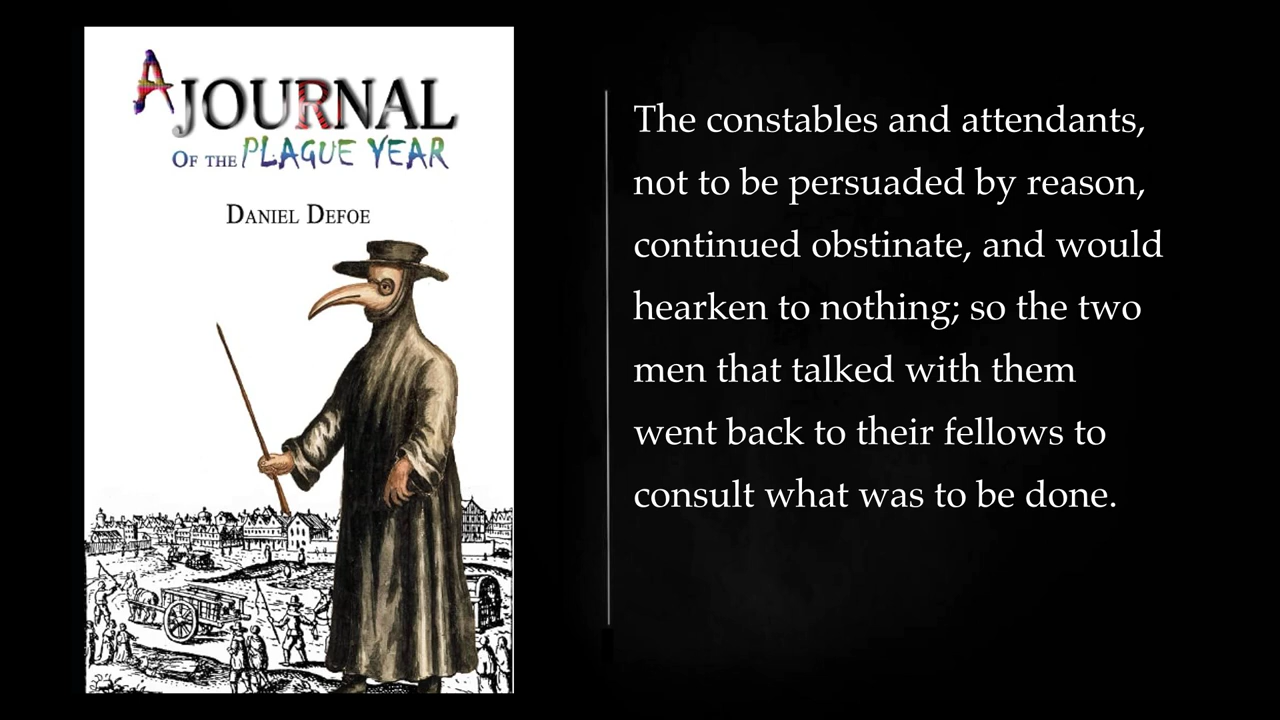 A JOURNAL
OF THE PLAGUE YEAR
DANIEL DEFOE
The constables and attendants,
not to be persuaded by reason,
continued obstinate, and would
hearken to nothing; so the two
men that talked with them
went back to their fellows to
consult what was to be done.